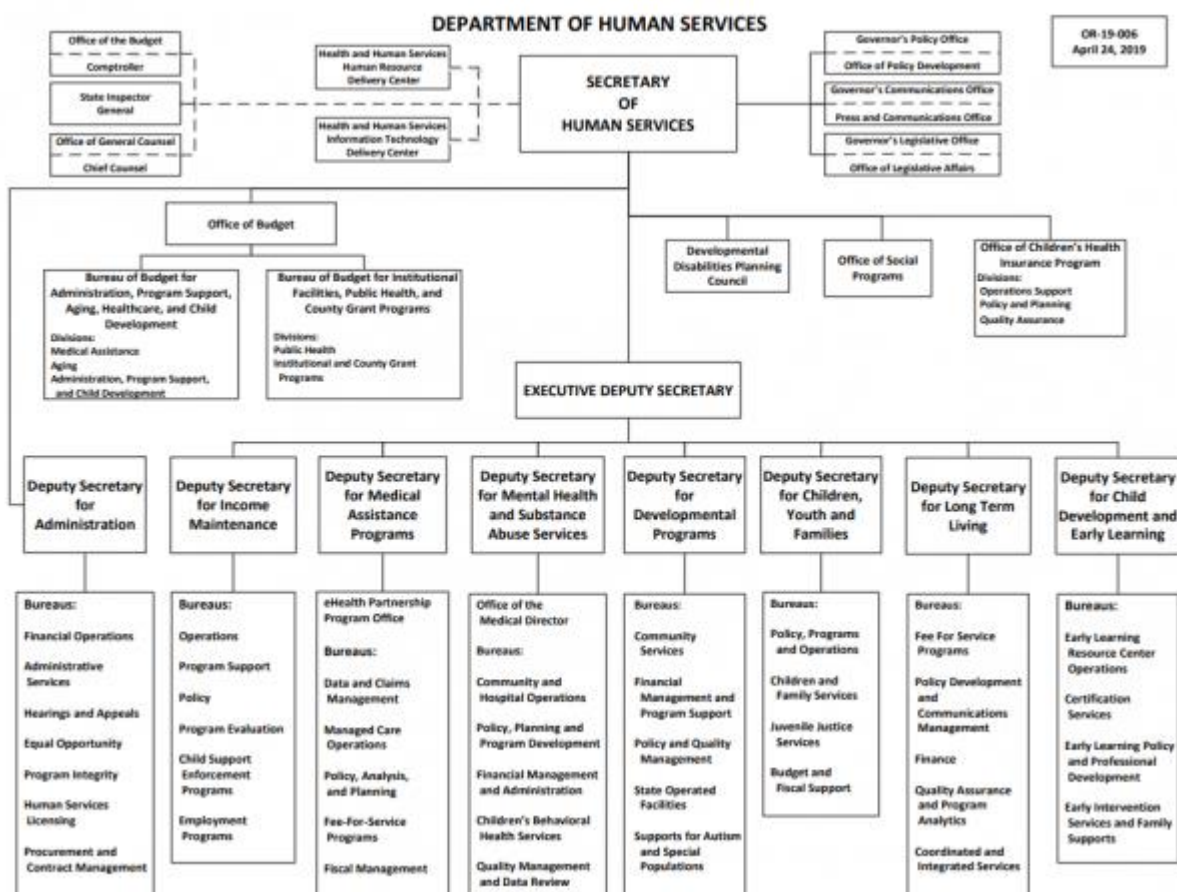 DEPARTMENT OF HUMAN SERVICES
OR-19-006
April 24, 2019
Office of the Budget
Comptroller
State Inspector
General
Office of General Counsel
Chief Counsel
Health and Human Services
Human Resource
Delivery Center
Health and Human Services
Information Technology
Delivery Center
SECRETARY
OF
HUMAN SERVICES
Governor's Policy Office
Office of Policy Development
Governor's Communications Office
Press and Communications Office
Governor's Legislative Office
Office of Legislative Affairs
Office of Budget
Bureau of Budget for
Administration, Program Support,
Aging, Healthcare, and Child
Development
Divisions:
Medical Assistance
Aging
Administration, Program Support,
and Child Development
Bureau of Budget for Institutional
Facilities, Public Health, and
County Grant Programs
Divisions:
Public Health
Institutional and County Grant
Programs
Developmental
Disabilities Planning
Council
Office of Social
Programs
Office of Children's Health
Insurance Program
Divisions:
Operations Support
Policy and Planning
Quality Assurance
EXECUTIVE DEPUTY SECRETARY
Deputy Secretary
for
Administration
Bureaus:
Financial Operations
Administrative
Services
Hearings and Appeals
Equal Opportunity
Program Integrity
Human Services
Licensing
Procurement and
Contract Management
Deputy Secretary
for Income
Maintenance
Bureaus:
Operations
Program Support
Policy
Program Evaluation
Child Support
Enforcement
Programs
Employment
Programs
Deputy Secretary
for Medical
Assistance
Programs
eHealth Partnership
Program Office
Bureaus:
Data and Claims
Management
Managed Care
Operations
Policy, Analysis,
and Planning
Fee-For-Service
Programs
Fiscal Management
Deputy Secretary
for Mental Health
and Substance
Abuse Services
Office of the
Medical Director
Bureaus:
Community and
Hospital Operations
Policy, Planning and
Program Development
Financial Management
and Administration
Children's Behavioral
Health Services
Quality Management
and Data Review
Deputy Secretary
for
Developmental
Programs
Bureaus:
Community
Services
Financial
Management and
Program Support
Policy and Quality
Management
State Operated
Facilities
Supports for Autism
and Special
Populations
Deputy Secretary
for Children,
Youth and
Families
Bureaus:
Policy, Programs
and Operations
Children and
Family Services
Juvenile Justice
Services
Budget and
Fiscal Support
Deputy Secretary
for Long Term
Living
Bureaus:
Fee For Service
Programs
Policy Development
and
Communications
Management
Finance
Quality Assurance
and Program
Analytics
Coordinated and
Integrated Services
Deputy Secretary
for Child
Development and
Early Learning
Bureaus:
Early Learning
Resource Center
Operations
Certification
Services
Early Learning Policy
and Professional
Development
Early Intervention
Services and Family
Supports